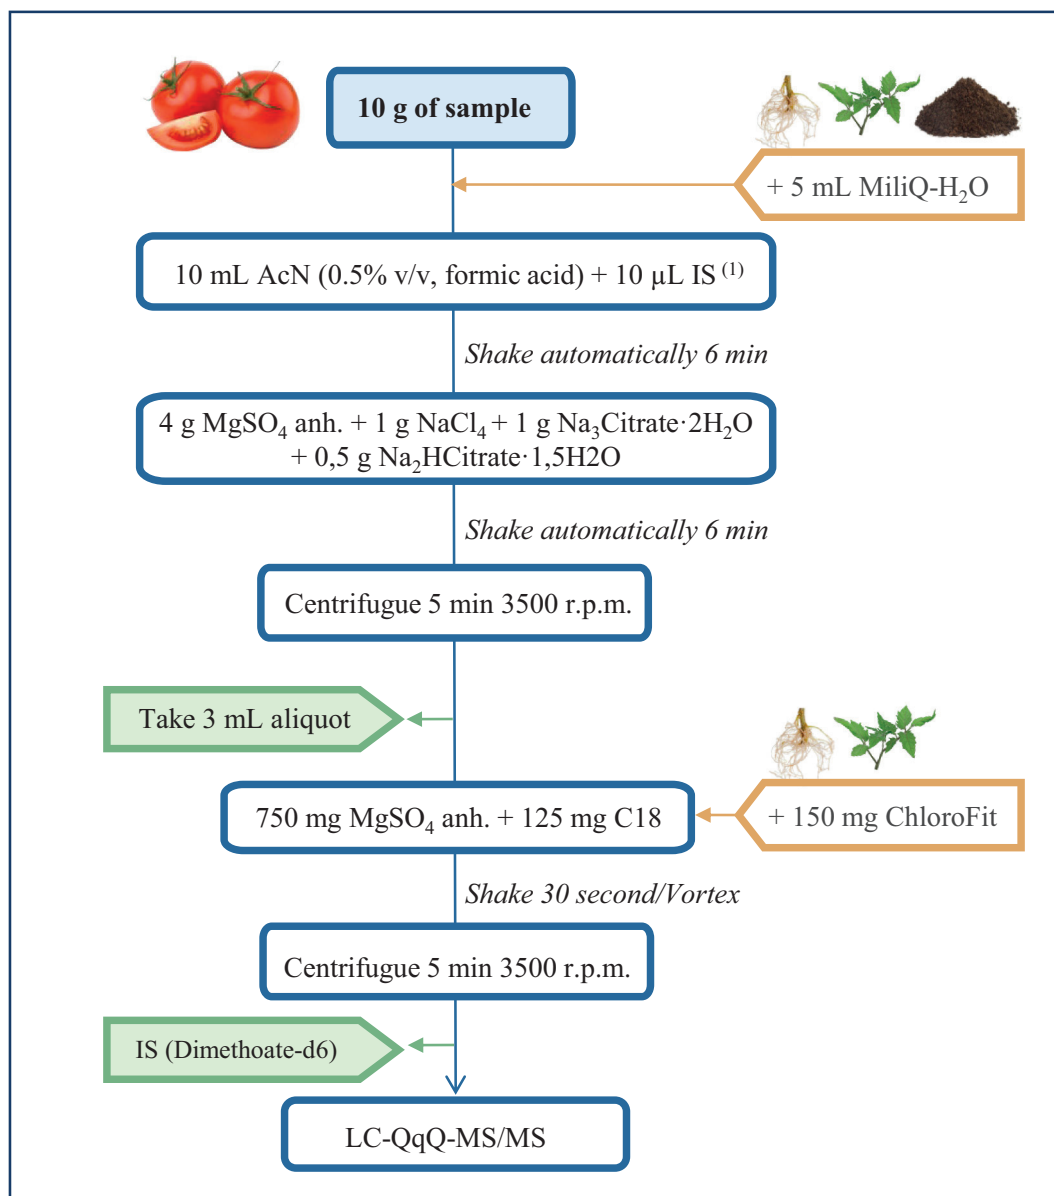 10 g of sample
+ 5 mL MiliQ-H₂O
10 mL AcN (0.5% v/v, formic acid) + 10 µL IS ⁽¹⁾
Shake automatically 6 min
4 g MgSO₄ anh. + 1 g NaCl₄ + 1 g Na₃Citrate·2H₂O
+ 0,5 g Na₂HCitrate·1,5H2O
Shake automatically 6 min
Centrifugue 5 min 3500 r.p.m.
Take 3 mL aliquot
750 mg MgSO₄ anh. + 125 mg C18
+ 150 mg ChloroFit
Shake 30 second/Vortex
Centrifugue 5 min 3500 r.p.m.
IS (Dimethoate-d6)
LC-QqQ-MS/MS